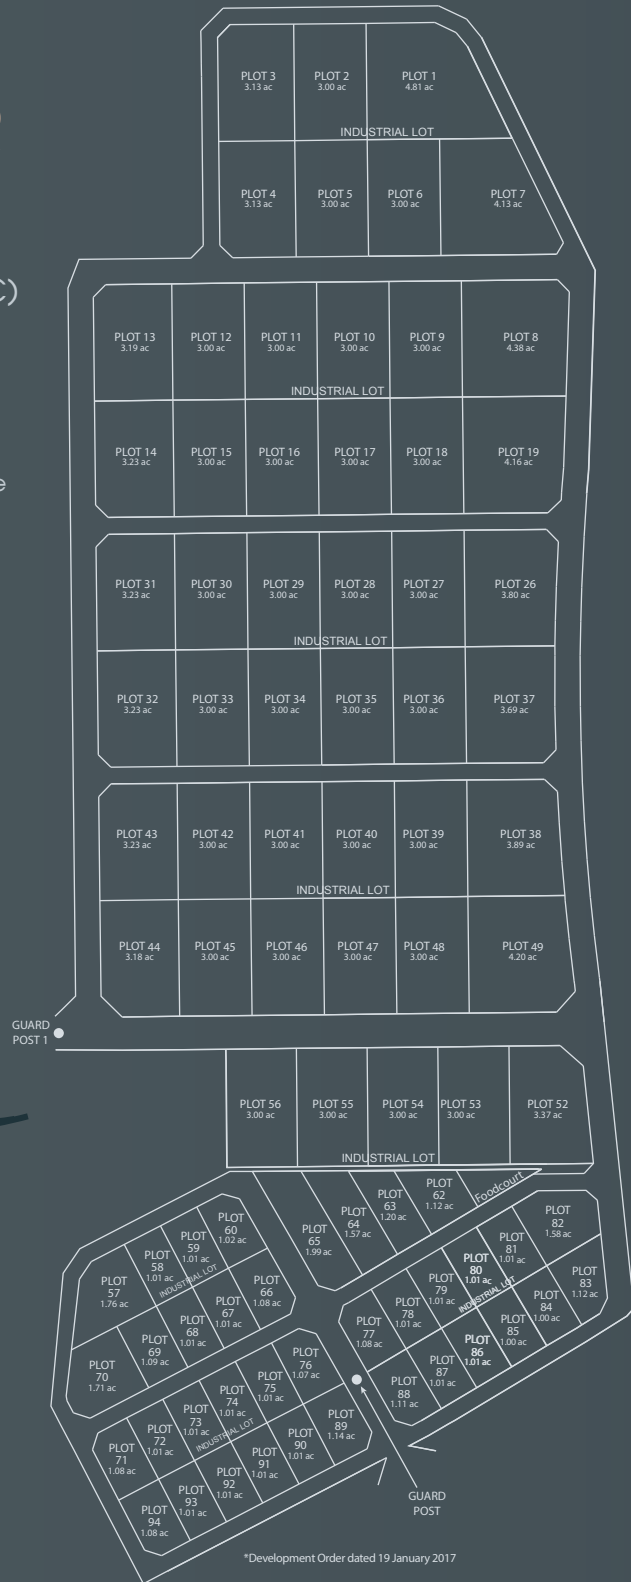 PLOT 3
3.13 ac
PLOT 2
3.00 ac
PLOT 1
4.81 ac
INDUSTRIAL LOT
PLOT 4
3.13 ac
PLOT 5
3.00 ac
PLOT 6
3.00 ac
PLOT 7
4.13 ac
C)
PLOT 13
3.19 ac
PLOT 12
3.00 ac
PLOT 11
3.00 ac
PLOT 10
3.00 ac
PLOT 9
3.00 ac
PLOT 8
4.38 ac
INDUSTRIAL LOT
PLOT 14
3.23 ac
PLOT 15
3.00 ac
PLOT 16
3.00 ac
PLOT 17
3.00 ac
PLOT 18
3.00 ac
PLOT 19
4.16 ac
e
PLOT 31
3.23 ac
PLOT 30
3.00 ac
PLOT 29
3.00 ac
PLOT 28
3.00 ac
PLOT 27
3.00 ac
PLOT 26
3.80 ac
INDUSTRIAL LOT
PLOT 32
3.23 ac
PLOT 33
3.00 ac
PLOT 34
3.00 ac
PLOT 35
3.00 ac
PLOT 36
3.00 ac
PLOT 37
3.69 ac
PLOT 43
3.23 ac
PLOT 42
3.00 ac
PLOT 41
3.00 ac
PLOT 40
3.00 ac
PLOT 39
3.00 ac
PLOT 38
3.89 ac
INDUSTRIAL LOT
PLOT 44
3.18 ac
PLOT 45
3.00 ac
PLOT 46
3.00 ac
PLOT 47
3.00 ac
PLOT 48
3.00 ac
PLOT 49
4.20 ac
GUARD
POST 1
PLOT 56
3.00 ac
PLOT 55
3.00 ac
PLOT 54
3.00 ac
PLOT 53
3.00 ac
PLOT 52
3.37 ac
INDUSTRIAL LOT
PLOT
65
1.99 ac
PLOT
64
1.57 ac
PLOT
63
1.20 ac
PLOT
62
1.12 ac
Foodcourt
PLOT
57
1.76 ac
PLOT
58
1.01 ac
PLOT
59
1.01 ac
PLOT
60
1.02 ac
INDUSTRIAL LOT
PLOT
70
1.71 ac
PLOT
69
1.09 ac
PLOT
68
1.01 ac
PLOT
67
1.01 ac
PLOT
66
1.08 ac
PLOT
77
1.08 ac
PLOT
78
1.01 ac
PLOT
79
1.01 ac
PLOT
80
1.01 ac
PLOT
81
1.01 ac
PLOT
82
1.58 ac
INDUSTRIAL LOT
PLOT
88
1.11 ac
PLOT
87
1.01 ac
PLOT
86
1.01 ac
PLOT
85
1.00 ac
PLOT
84
1.00 ac
PLOT
83
1.12 ac
PLOT
71
1.08 ac
PLOT
72
1.01 ac
PLOT
73
1.01 ac
PLOT
74
1.01 ac
PLOT
75
1.01 ac
PLOT
76
1.07 ac
INDUSTRIAL LOT
PLOT
94
1.08 ac
PLOT
93
1.01 ac
PLOT
92
1.01 ac
PLOT
91
1.01 ac
PLOT
90
1.01 ac
PLOT
89
1.14 ac
GUARD
POST
*Development Order dated 19 January 2017